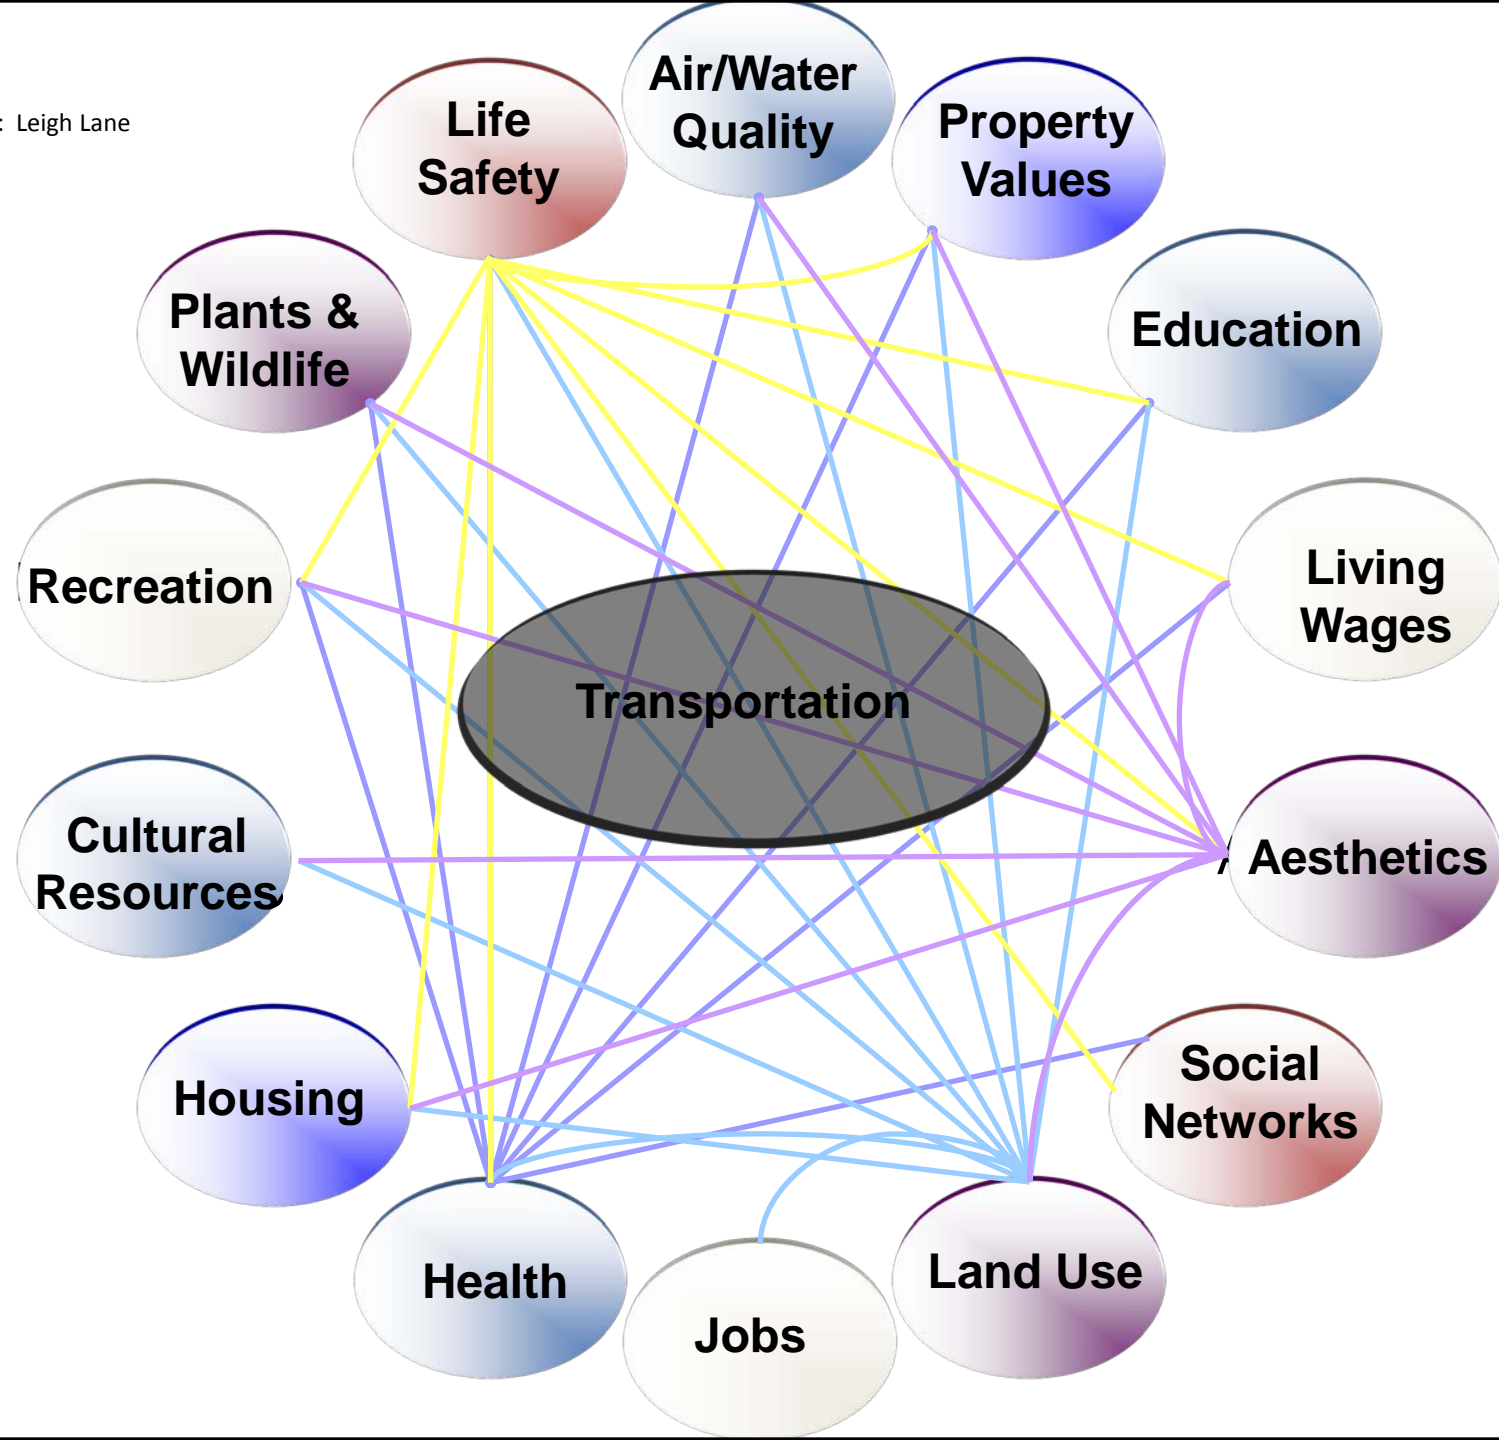 : Leigh Lane
Air/Water
Quality
Life
Safety
Property
Values
Plants &
Wildlife
Education
Recreation
Living
Wages
Transportation
Cultural
Resources
Aesthetics
Housing
Social
Networks
Health
Land Use
Jobs